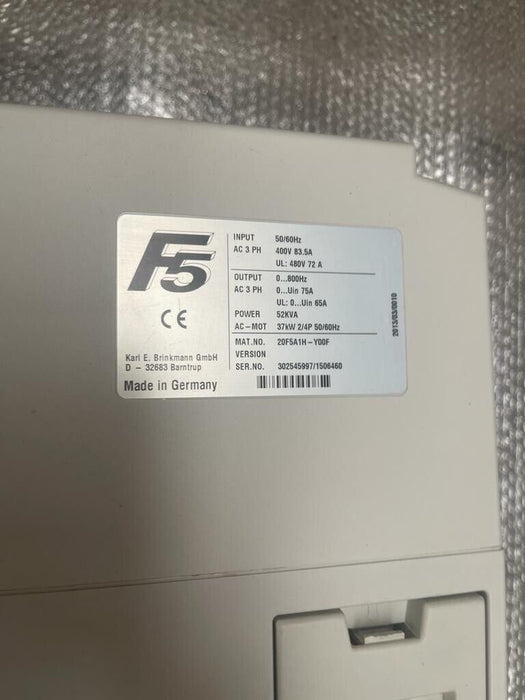 F5
CE
Karl E. Brinkmann GmbH
D - 32683 Barntrup
Made in Germany
INPUT 50/60Hz
AC 3 PH 400V 83.5A
UL: 480V 72 A
OUTPUT 0...800Hz
AC 3 PH 0...Uin 75A
UL: 0...Uin 65A
POWER 52KVA
AC-MOT 37kW 2/4P 50/60Hz
MAT.NO. 20F5A1H-Y00F
VERSION
SER.NO. 302545997/1506460
2013/03/0010